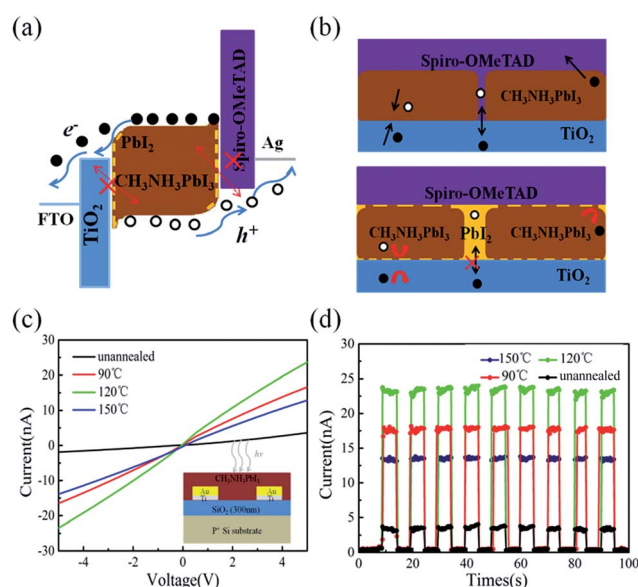 (a)
e⁻
PbI₂
Spiro-OMeTAD
Ag
CH₃NH₃PbI₃
FTO
TiO₂
h⁺
(b)
Spiro-OMeTAD
CH₃NH₃PbI₃
TiO₂
Spiro-OMeTAD
CH₃NH₃PbI₃ PbI₂ CH₃NH₃PbI₃
TiO₂
(c)
30
20
10
0
-10
-20
-30
Current(nA)
unannealed
90℃
120℃
150℃
hv
CH₃NH₃PbI₃
Au Au
Ti Ti
SiO₂ (300nm)
P⁺ Si substrate
-4 -2 0 2 4
Voltage(V)
(d)
30
25
20
15
10
5
0
Current(nA)
150℃ 120℃
90℃ unannealed
0 20 40 60 80 100
Times(s)